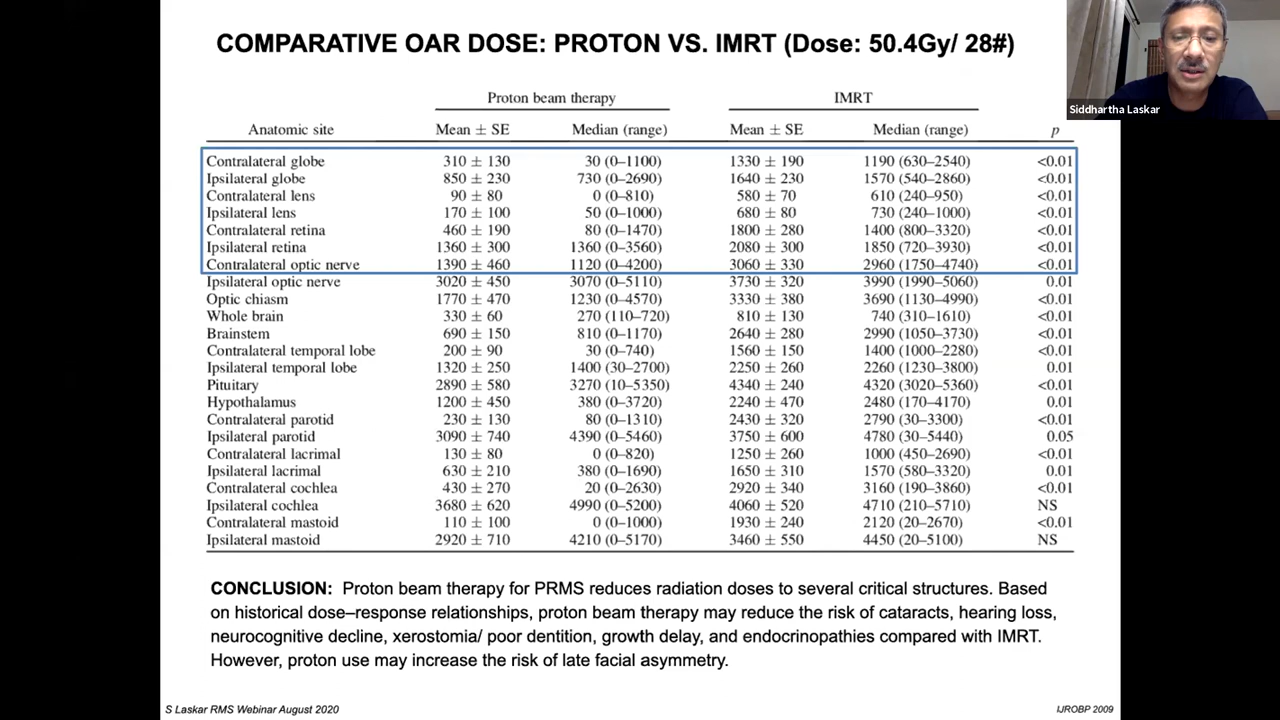 COMPARATIVE OAR DOSE: PROTON VS. IMRT (Dose: 50.4Gy/ 28#)
Siddhartha Laskar
Proton beam therapy IMRT
Anatomic site Mean ± SE Median (range) Mean ± SE Median (range) p
Contralateral globe 310 ± 130 30 (0–1100) 1330 ± 190 1190 (630–2540) <0.01
Ipsilateral globe 850 ± 230 730 (0–2690) 1640 ± 230 1570 (540–2860) <0.01
Contralateral lens 90 ± 80 0 (0–810) 580 ± 70 610 (240–950) <0.01
Ipsilateral lens 170 ± 100 50 (0–1000) 680 ± 80 730 (240–1000) <0.01
Contralateral retina 460 ± 190 80 (0–1470) 1800 ± 280 1400 (800–3320) <0.01
Ipsilateral retina 1360 ± 300 1360 (0–3560) 2080 ± 300 1850 (720–3930) <0.01
Contralateral optic nerve 1390 ± 460 1120 (0–4200) 3060 ± 330 2960 (1750–4740) <0.01
Ipsilateral optic nerve 3020 ± 450 3070 (0–5110) 3730 ± 320 3990 (1990–5060) 0.01
Optic chiasm 1770 ± 470 1230 (0–4570) 3330 ± 380 3690 (1130–4990) <0.01
Whole brain 330 ± 60 270 (110–720) 810 ± 130 740 (310–1610) <0.01
Brainstem 690 ± 150 810 (0–1170) 2640 ± 280 2990 (1050–3730) <0.01
Contralateral temporal lobe 200 ± 90 30 (0–740) 1560 ± 150 1400 (1000–2280) <0.01
Ipsilateral temporal lobe 1320 ± 250 1400 (30–2700) 2250 ± 260 2260 (1230–3800) 0.01
Pituitary 2890 ± 580 3270 (10–5350) 4340 ± 240 4320 (3020–5360) <0.01
Hypothalamus 1200 ± 450 380 (0–3720) 2240 ± 470 2480 (170–4170) 0.01
Contralateral parotid 230 ± 130 80 (0–1310) 2430 ± 320 2790 (30–3300) <0.01
Ipsilateral parotid 3090 ± 740 4390 (0–5460) 3750 ± 600 4780 (30–5440) 0.05
Contralateral lacrimal 130 ± 80 0 (0–820) 1250 ± 260 1000 (450–2690) <0.01
Ipsilateral lacrimal 630 ± 210 380 (0–1690) 1650 ± 310 1570 (580–3320) 0.01
Contralateral cochlea 430 ± 270 20 (0–2630) 2920 ± 340 3160 (190–3860) <0.01
Ipsilateral cochlea 3680 ± 620 4990 (0–5200) 4060 ± 520 4710 (210–5710) NS
Contralateral mastoid 110 ± 100 0 (0–1000) 1930 ± 240 2120 (20–2670) <0.01
Ipsilateral mastoid 2920 ± 710 4210 (0–5170) 3460 ± 550 4450 (20–5100) NS
CONCLUSION: Proton beam therapy for PRMS reduces radiation doses to several critical structures. Based
on historical dose–response relationships, proton beam therapy may reduce the risk of cataracts, hearing loss,
neurocognitive decline, xerostomia/ poor dentition, growth delay, and endocrinopathies compared with IMRT.
However, proton use may increase the risk of late facial asymmetry.
S Laskar RMS Webinar August 2020
IJROBP 2009